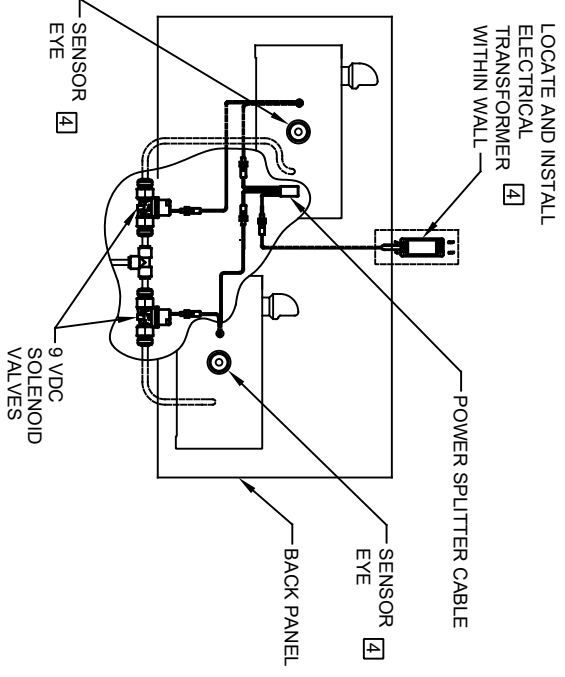 LOCATE AND INSTALL
ELECTRICAL
TRANSFORMER 4
WITHIN WALL
POWER SPLITTER CABLE
SENSOR
EYE
4
SENSOR
EYE
4
BACK PANEL
9 VDC
SOLENOID
VALVES